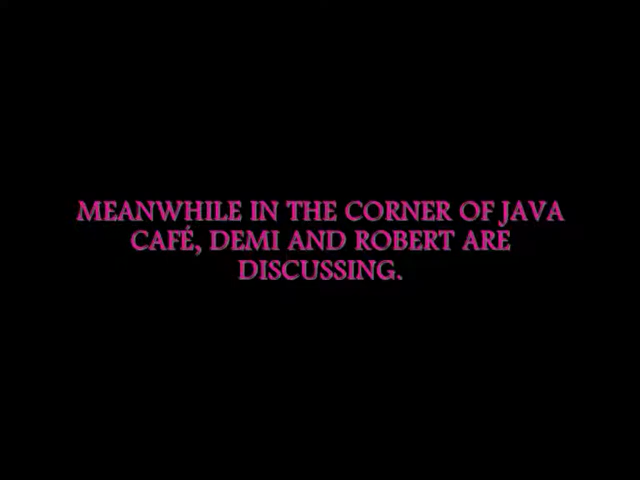 MEANWHILE IN THE CORNER OF JAVA
CAFÉ, DEMI AND ROBERT ARE
DISCUSSING.